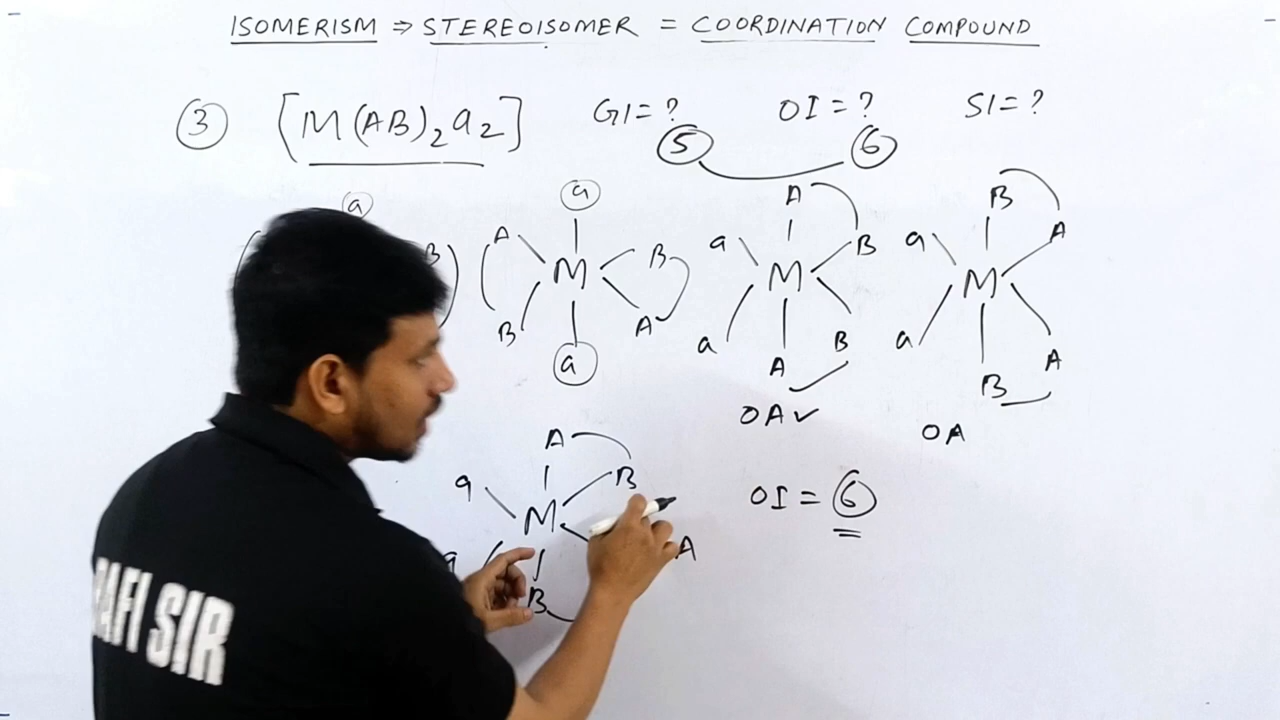 ISOMERISM ⇒ STEREOISOMER = COORDINATION COMPOUND
③ [M(AB)₂a₂] GI = ? OI = ? SI = ?
⑤ ⑥
a a A B
A B a B a A
B) M M M
B A a B a A
a A B
OA✓ OA
A
a B OI = ⑥
M
a A
B
RAFI SIR